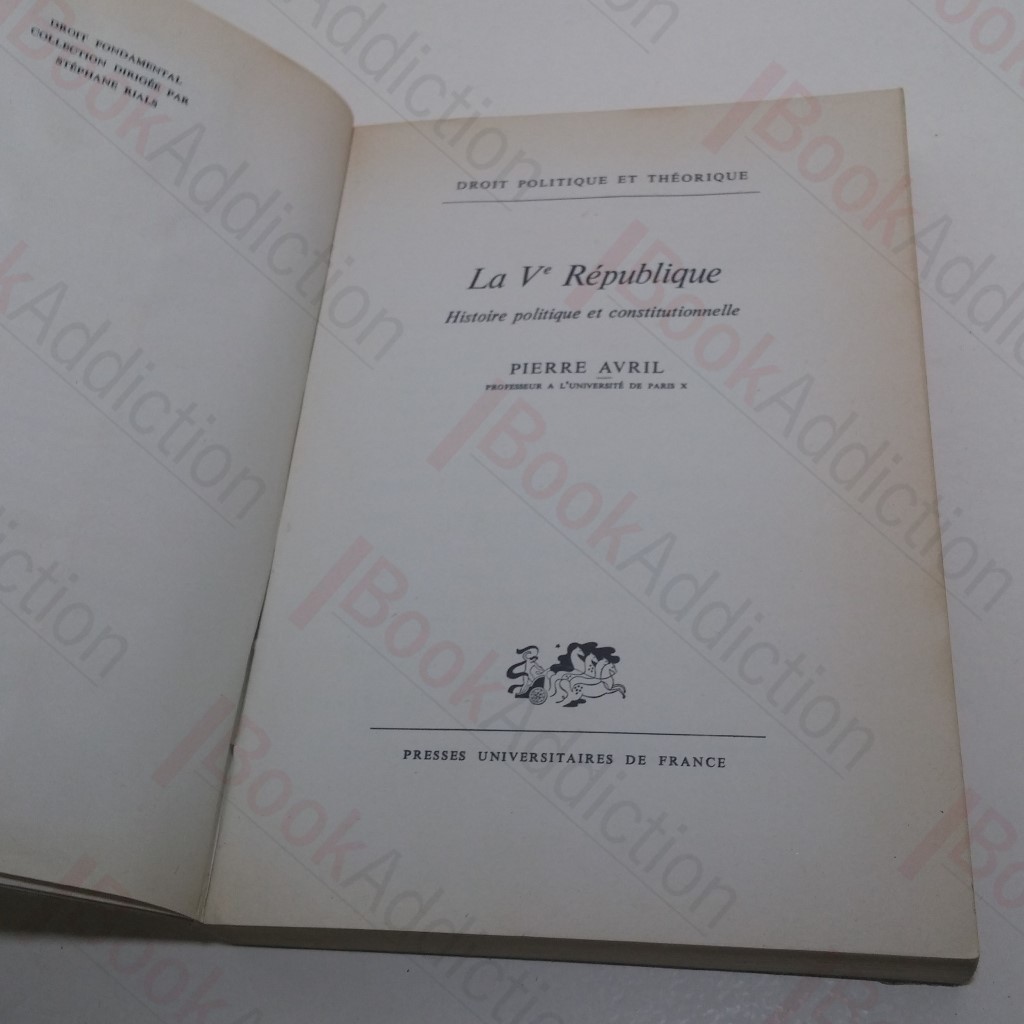 DROIT FONDAMENTAL
COLLECTION DIRIGÉE PAR
STÉPHANE RIALS
DROIT POLITIQUE ET THÉORIQUE
La Ve République
Histoire politique et constitutionnelle
PIERRE AVRIL
PROFESSEUR A L'UNIVERSITÉ DE PARIS X
PRESSES UNIVERSITAIRES DE FRANCE
BookAddiction